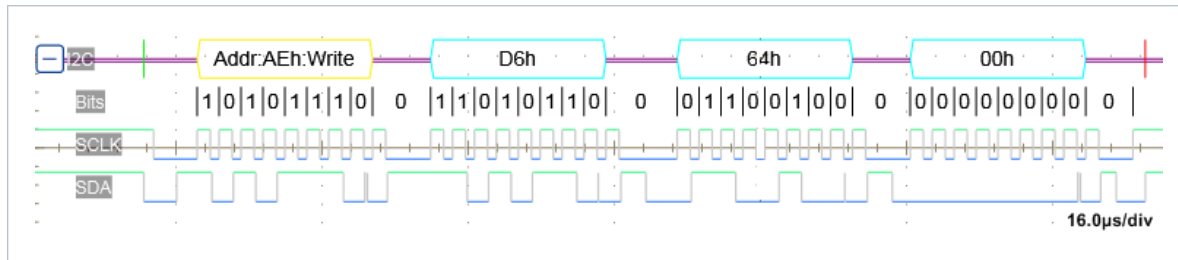 I2C Addr:AEh:Write D6h 64h 00h
Bits 1 0 1 0 1 1 1 0 0 1 1 0 1 0 1 1 0 0 0 1 1 0 0 1 0 0 0 0 0 0 0 0 0 0 0 0
SCLK
SDA
16.0µs/div